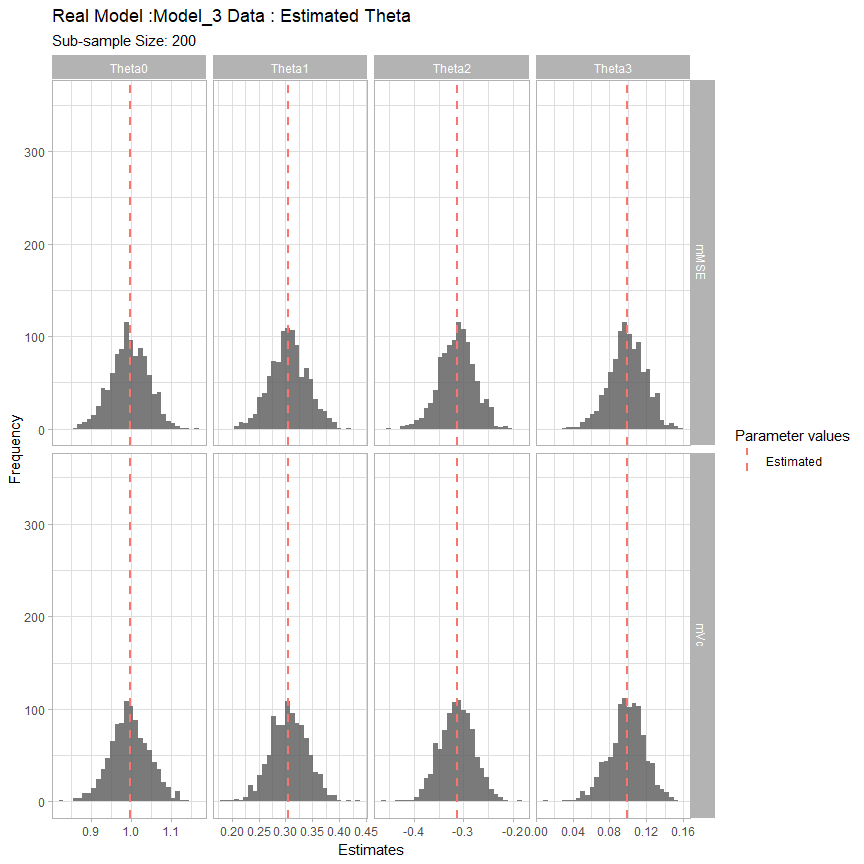 Real Model :Model_3 Data : Estimated Theta
Sub-sample Size: 200
Theta0 Theta1 Theta2 Theta3
300
200
100
0
mMSE
Frequency
300
200
100
0
mVc
0.9 1.0 1.1 0.20 0.25 0.30 0.35 0.40 0.45 -0.4 -0.3 -0.2 0.00 0.04 0.08 0.12 0.16
Estimates
Parameter values
Estimated